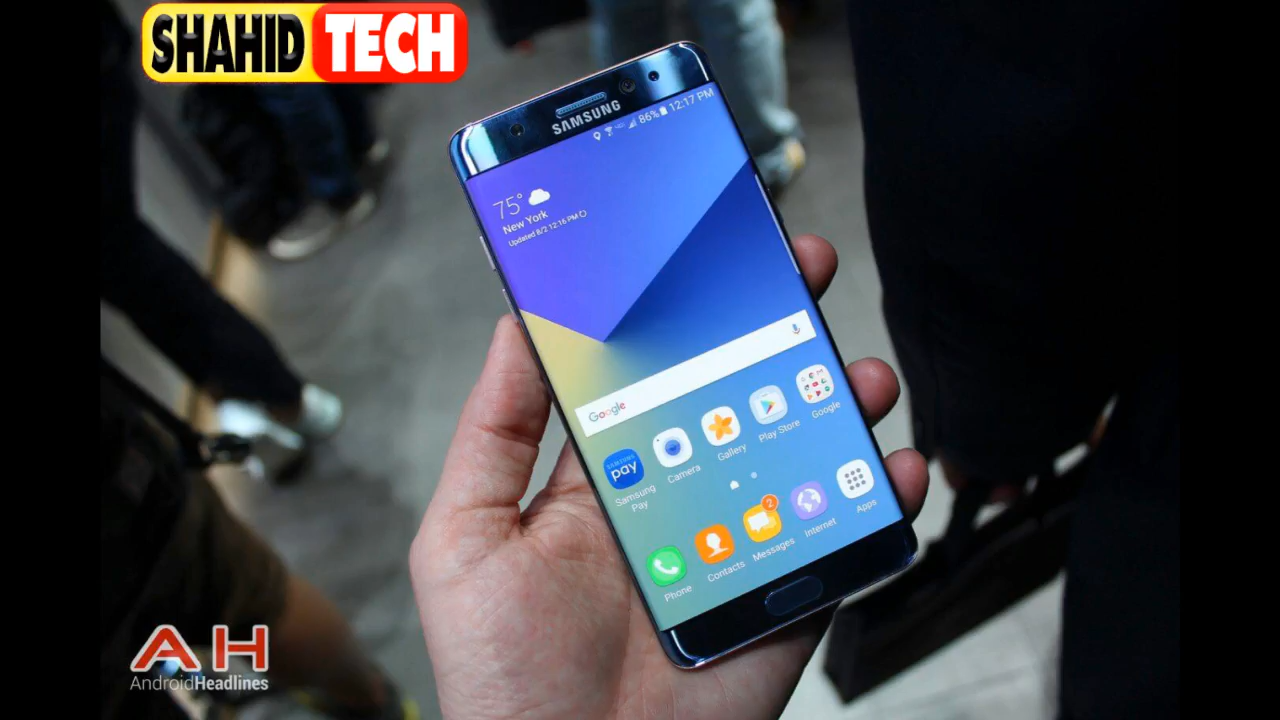 SHAHID TECH
SAMSUNG
86% 12:17 PM
75°
New York
Updated 8/2 12:16 PM
Google
SAMSUNG
pay
Samsung
Pay
Camera
Gallery
Play Store
Google
Phone
Contacts
2
Messages
Internet
Apps
AH
AndroidHeadlines